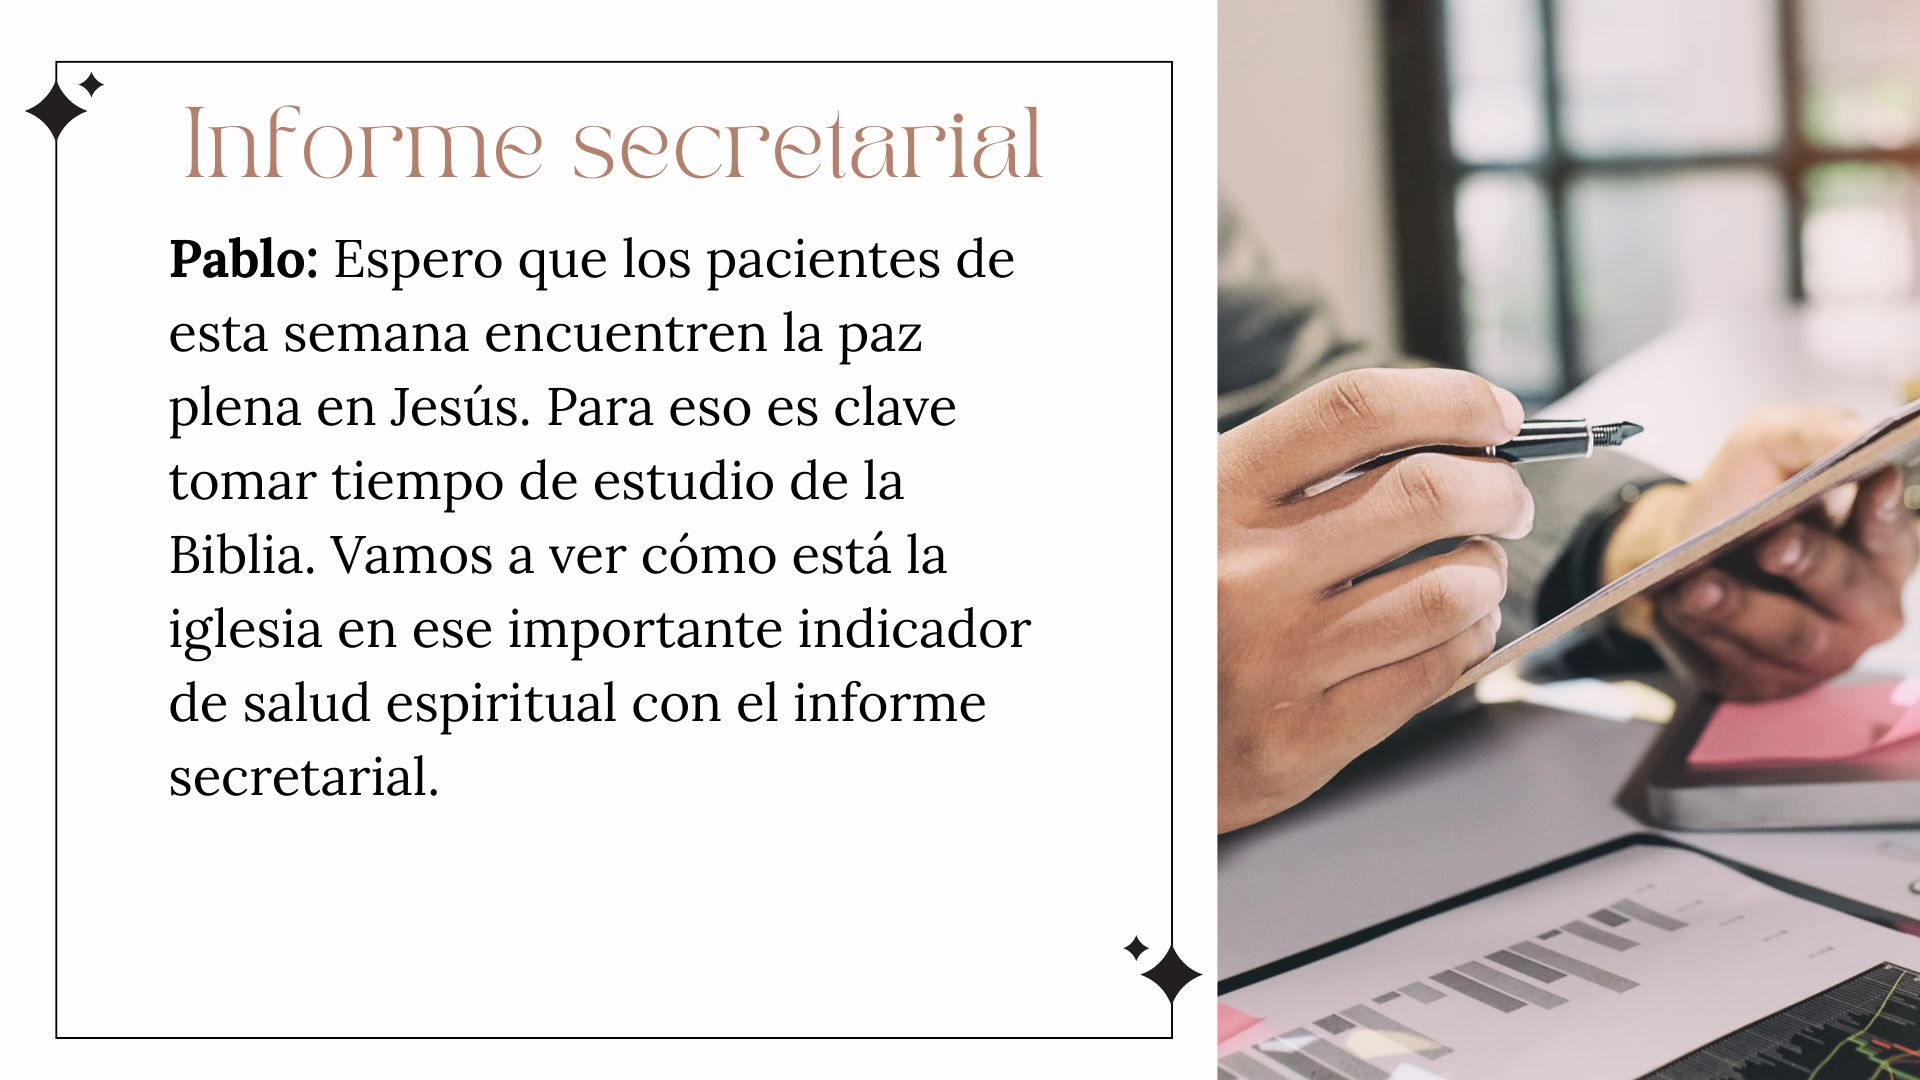 Informe secretarial
Pablo: Espero que los pacientes de
esta semana encuentren la paz
plena en Jesús. Para eso es clave
tomar tiempo de estudio de la
Biblia. Vamos a ver cómo está la
iglesia en ese importante indicador
de salud espiritual con el informe
secretarial.